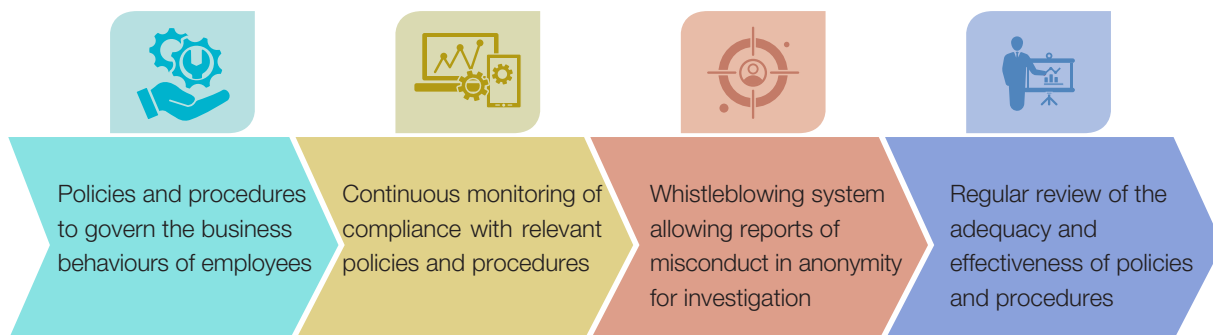 Policies and procedures
to govern the business
behaviours of employees
Continuous monitoring of
compliance with relevant
policies and procedures
Whistleblowing system
allowing reports of
misconduct in anonymity
for investigation
Regular review of the
adequacy and
effectiveness of policies
and procedures